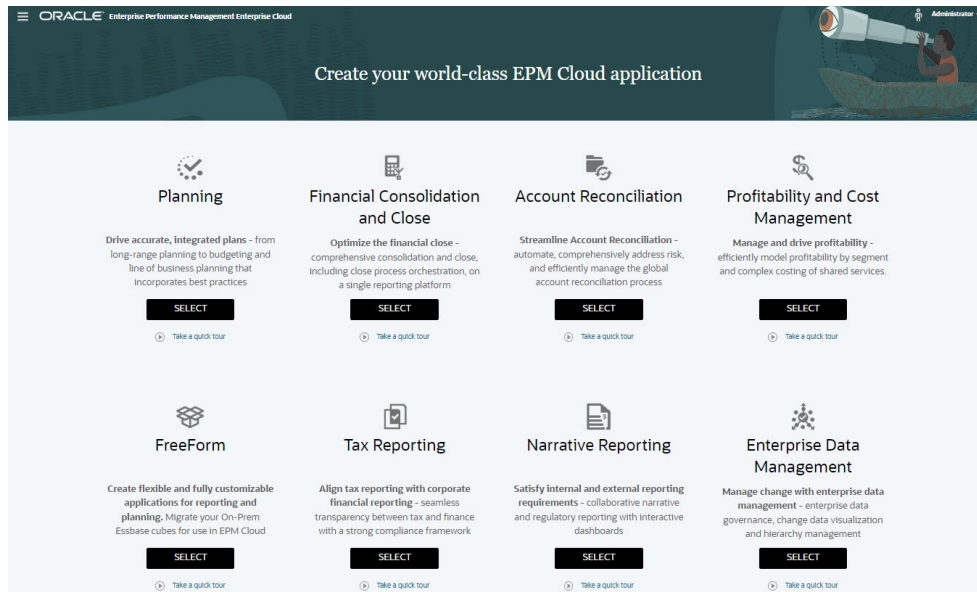 ORACLE Enterprise Performance Management Enterprise Cloud
Administrator
Create your world-class EPM Cloud application
Planning
Drive accurate, integrated plans - from
long-range planning to budgeting and
line of business planning that
incorporates best practices
SELECT
Take a quick tour
Financial Consolidation
and Close
Optimize the financial close -
comprehensive consolidation and close,
including close process orchestration, on
a single reporting platform
SELECT
Take a quick tour
Account Reconciliation
Streamline Account Reconciliation -
automate, comprehensively address risk,
and efficiently manage the global
account reconciliation process
SELECT
Take a quick tour
Profitability and Cost
Management
Manage and drive profitability -
efficiently model profitability by segment
and complex costing of shared services.
SELECT
Take a quick tour
FreeForm
Create flexible and fully customizable
applications for reporting and
planning. Migrate your On-Prem
Essbase cubes for use in EPM Cloud
SELECT
Take a quick tour
Tax Reporting
Align tax reporting with corporate
financial reporting - seamless
transparency between tax and finance
with a strong compliance framework
SELECT
Take a quick tour
Narrative Reporting
Satisfy internal and external reporting
requirements - collaborative narrative
and regulatory reporting with interactive
dashboards
SELECT
Take a quick tour
Enterprise Data
Management
Manage change with enterprise data
management - enterprise data
governance, change data visualization
and hierarchy management
SELECT
Take a quick tour